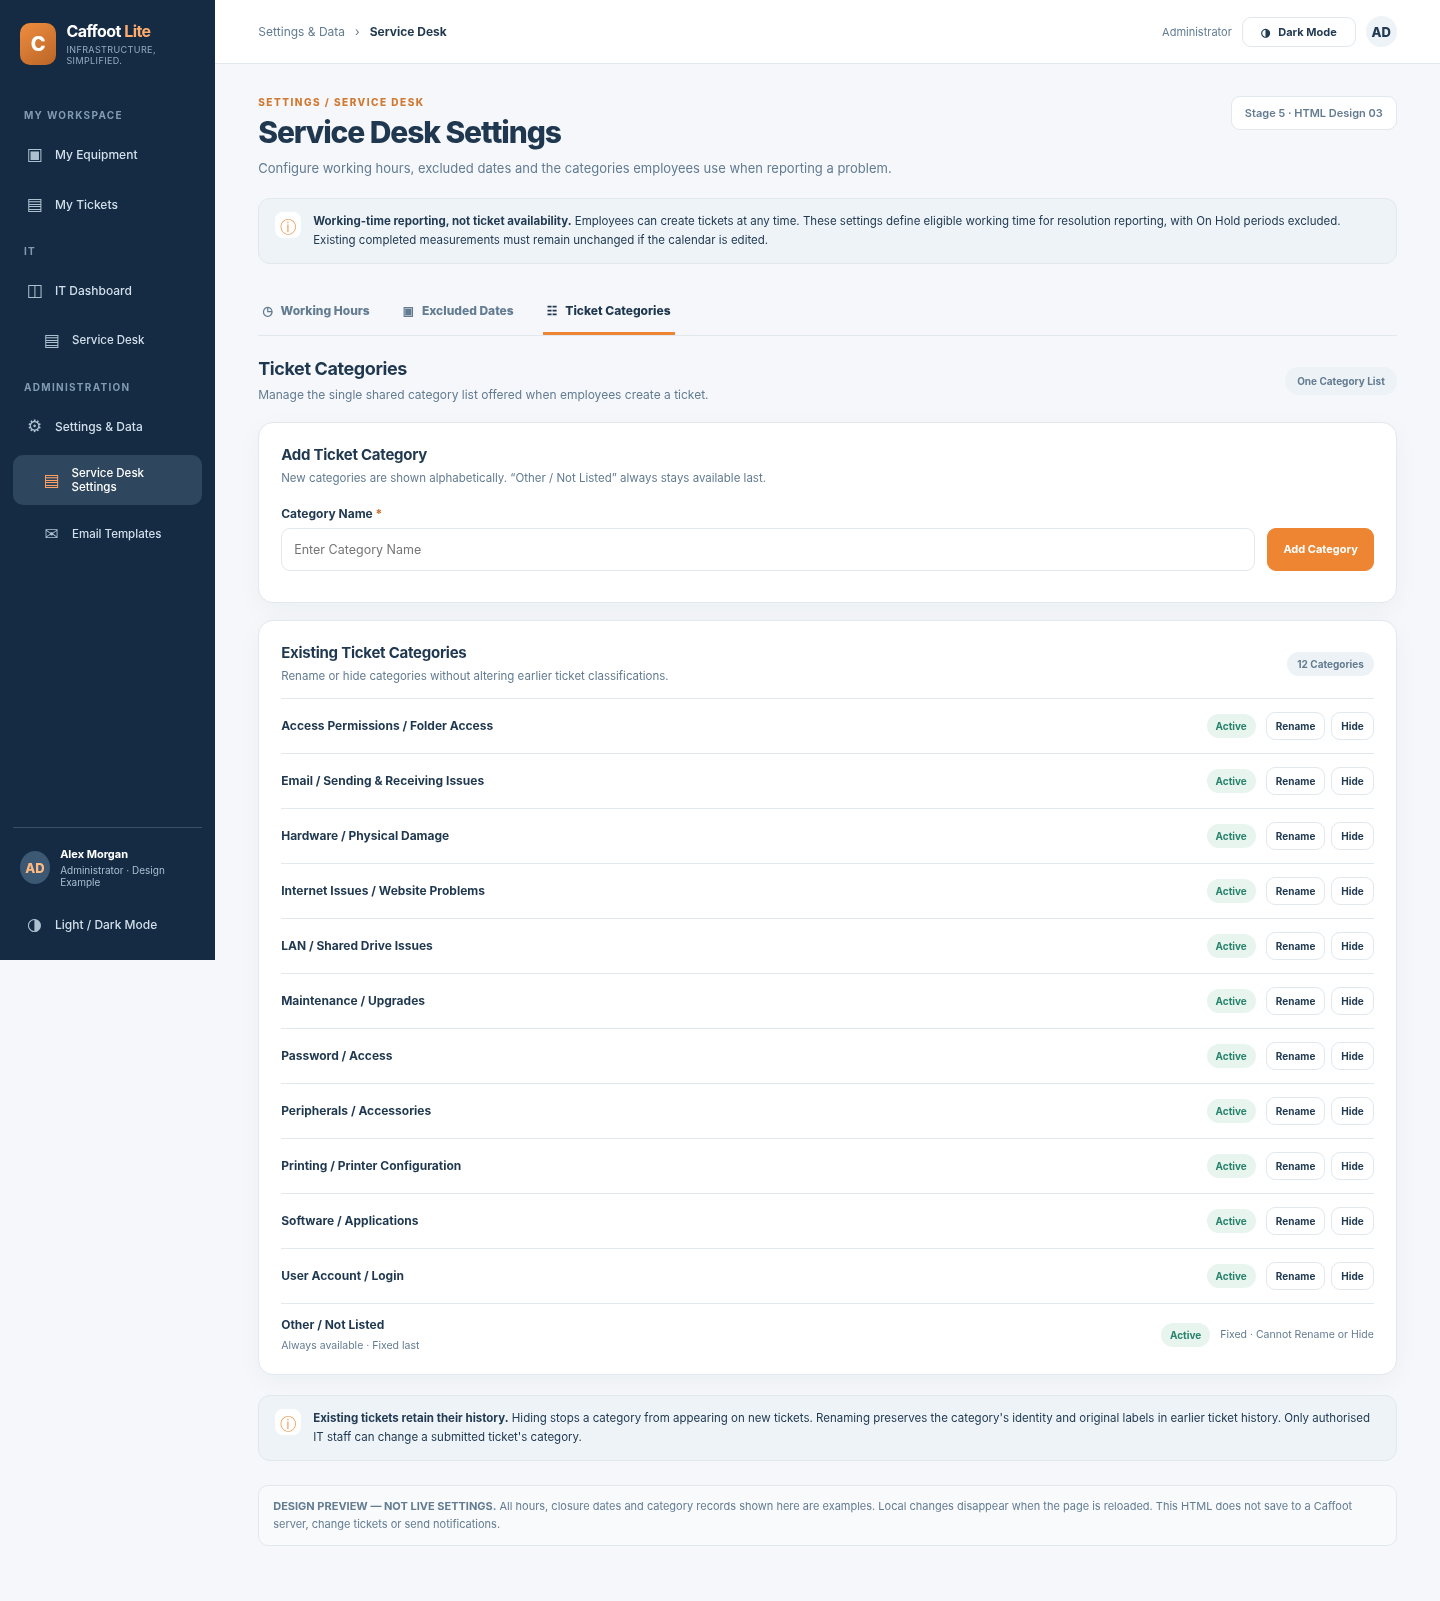 C
Caffoot Lite
INFRASTRUCTURE,
SIMPLIFIED.
MY WORKSPACE
My Equipment
My Tickets
IT
IT Dashboard
Service Desk
ADMINISTRATION
Settings & Data
Service Desk
Settings
Email Templates
AD
Alex Morgan
Administrator · Design
Example
Light / Dark Mode
Settings & Data › Service Desk
Administrator
Dark Mode
AD
SETTINGS / SERVICE DESK
Service Desk Settings
Configure working hours, excluded dates and the categories employees use when reporting a problem.
Stage 5 · HTML Design 03
Working-time reporting, not ticket availability. Employees can create tickets at any time. These settings define eligible working time for resolution reporting, with On Hold periods excluded.
Existing completed measurements must remain unchanged if the calendar is edited.
Working Hours
Excluded Dates
Ticket Categories
Ticket Categories
Manage the single shared category list offered when employees create a ticket.
One Category List
Add Ticket Category
New categories are shown alphabetically. “Other / Not Listed” always stays available last.
Category Name *
Enter Category Name
Add Category
Existing Ticket Categories
Rename or hide categories without altering earlier ticket classifications.
12 Categories
Access Permissions / Folder Access Active Rename Hide
Email / Sending & Receiving Issues Active Rename Hide
Hardware / Physical Damage Active Rename Hide
Internet Issues / Website Problems Active Rename Hide
LAN / Shared Drive Issues Active Rename Hide
Maintenance / Upgrades Active Rename Hide
Password / Access Active Rename Hide
Peripherals / Accessories Active Rename Hide
Printing / Printer Configuration Active Rename Hide
Software / Applications Active Rename Hide
User Account / Login Active Rename Hide
Other / Not Listed
Always available · Fixed last
Active Fixed · Cannot Rename or Hide
Existing tickets retain their history. Hiding stops a category from appearing on new tickets. Renaming preserves the category's identity and original labels in earlier ticket history. Only authorised
IT staff can change a submitted ticket's category.
DESIGN PREVIEW — NOT LIVE SETTINGS. All hours, closure dates and category records shown here are examples. Local changes disappear when the page is reloaded. This HTML does not save to a Caffoot
server, change tickets or send notifications.